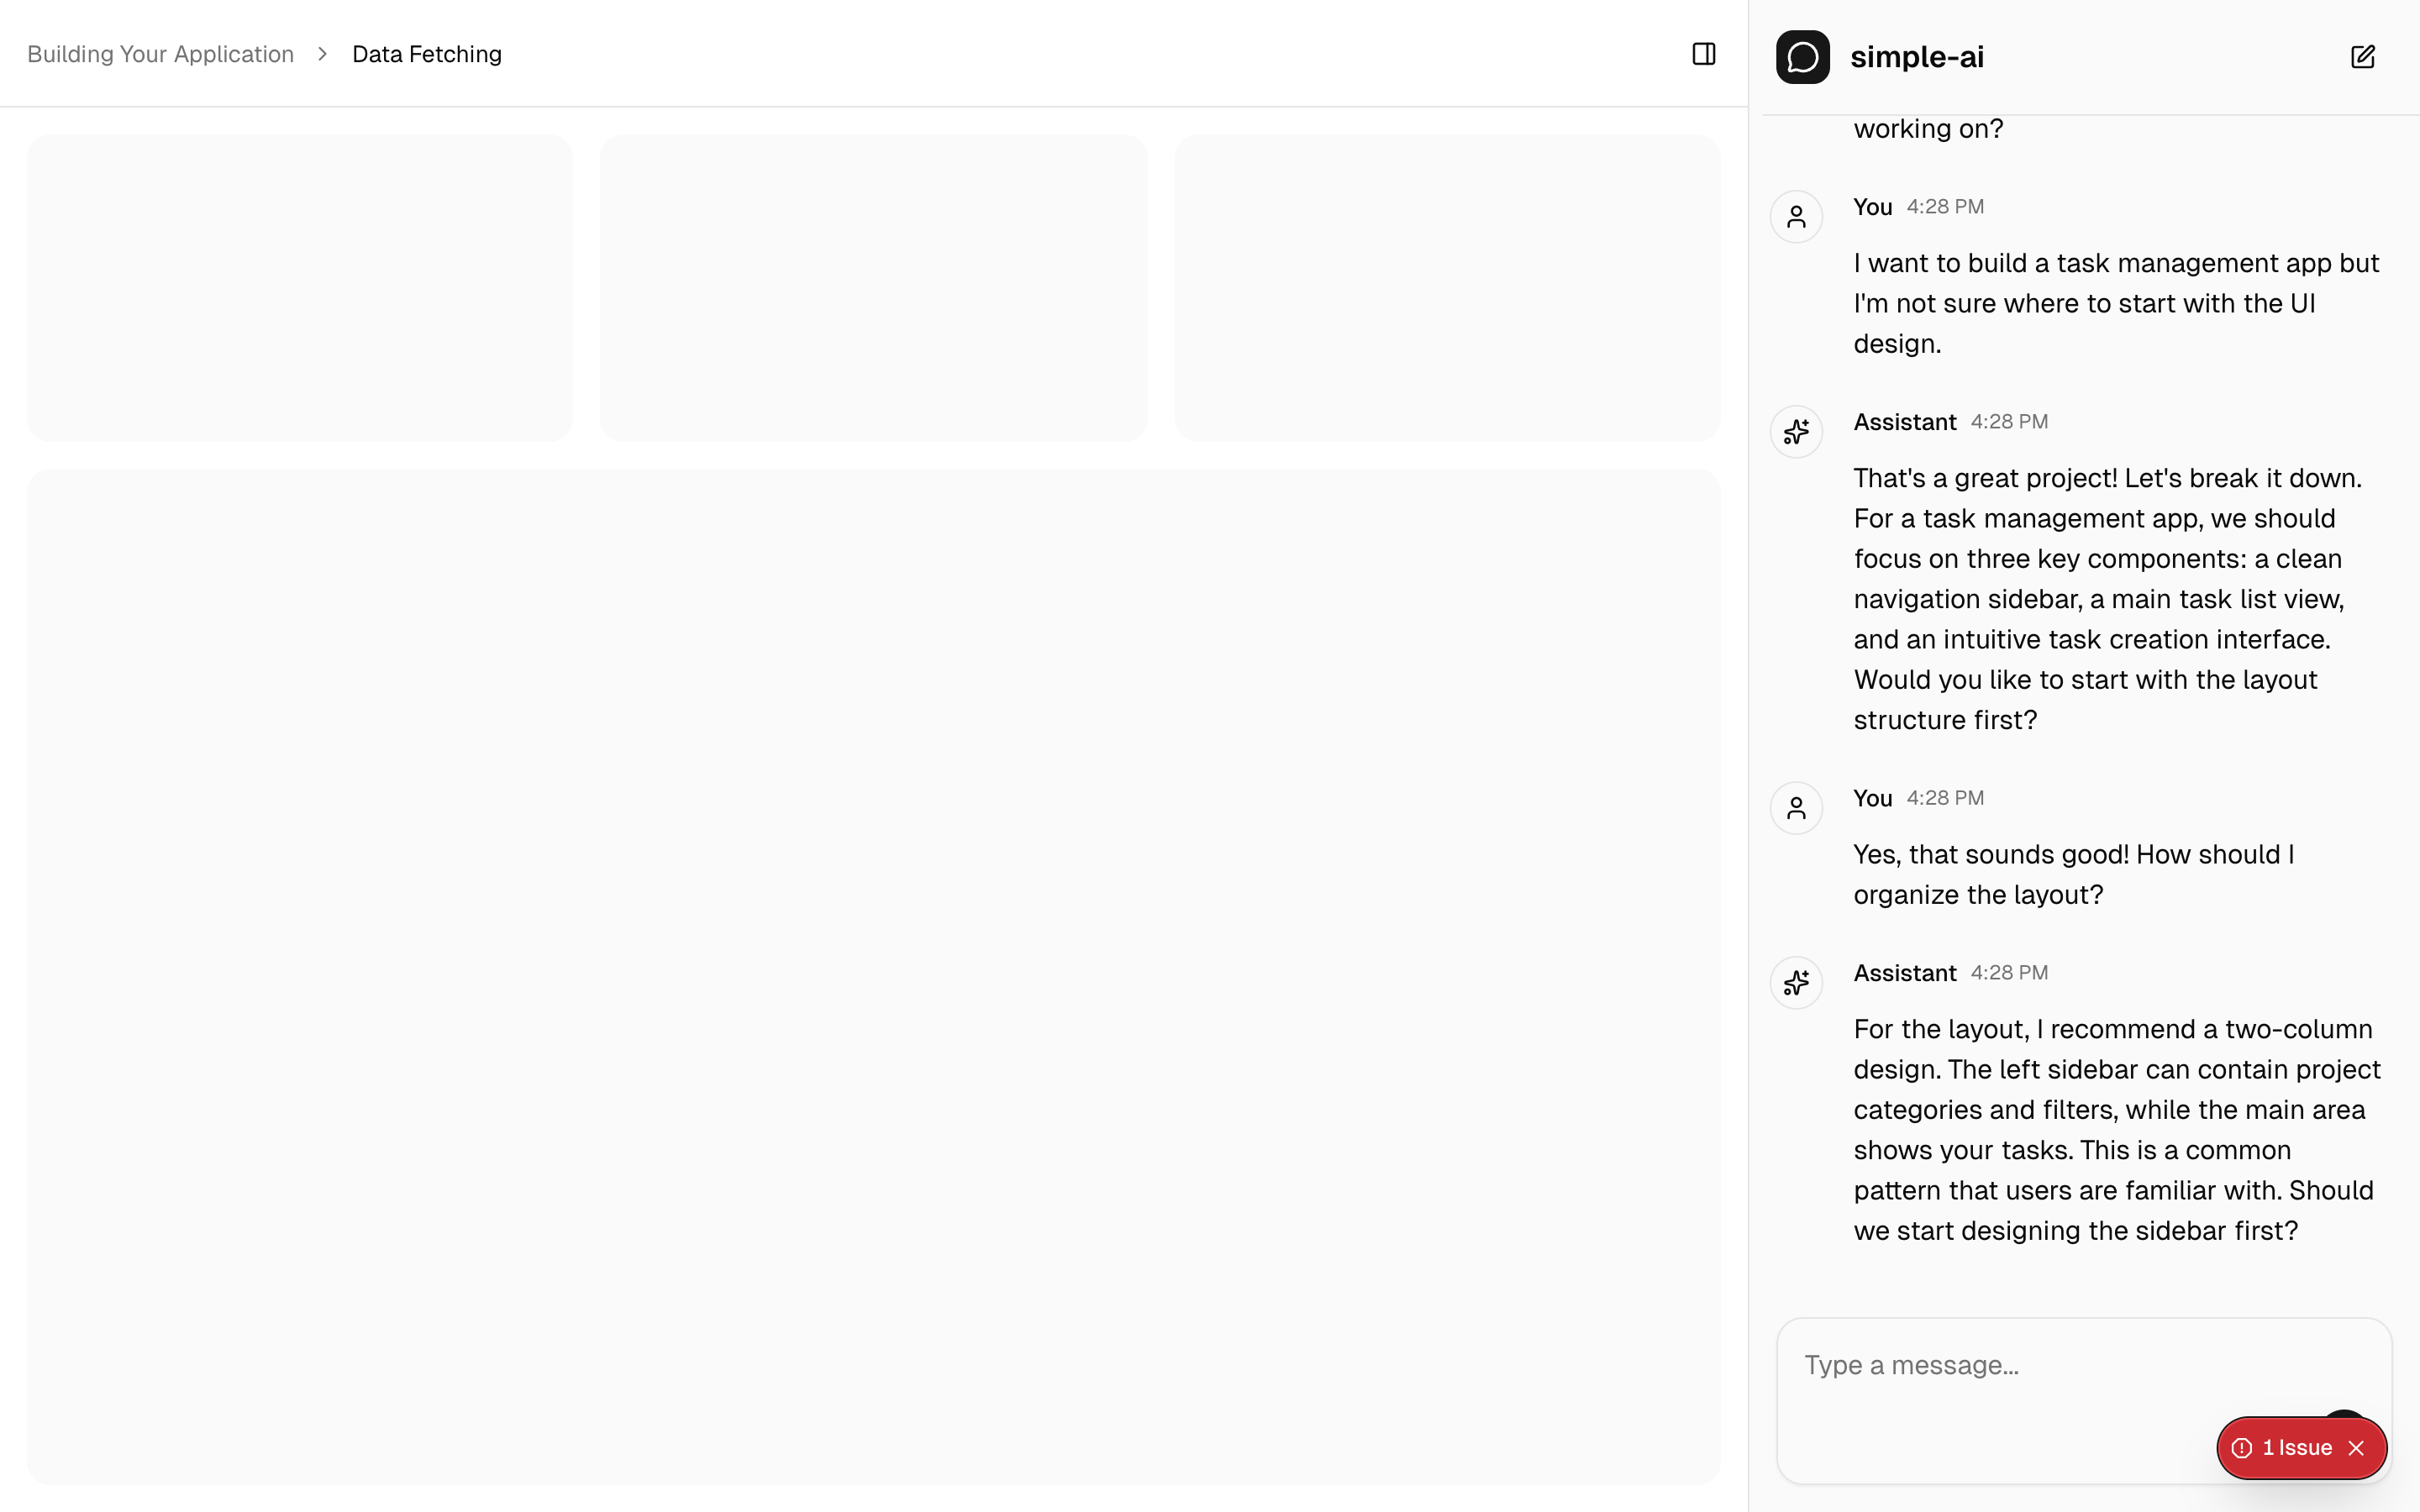 Building Your Application
Data Fetching
simple-ai
working on?
You 4:28 PM
I want to build a task management app but
I'm not sure where to start with the UI
design.
Assistant 4:28 PM
That's a great project! Let's break it down.
For a task management app, we should
focus on three key components: a clean
navigation sidebar, a main task list view,
and an intuitive task creation interface.
Would you like to start with the layout
structure first?
You 4:28 PM
Yes, that sounds good! How should I
organize the layout?
Assistant 4:28 PM
For the layout, I recommend a two-column
design. The left sidebar can contain project
categories and filters, while the main area
shows your tasks. This is a common
pattern that users are familiar with. Should
we start designing the sidebar first?
Type a message...
1 Issue